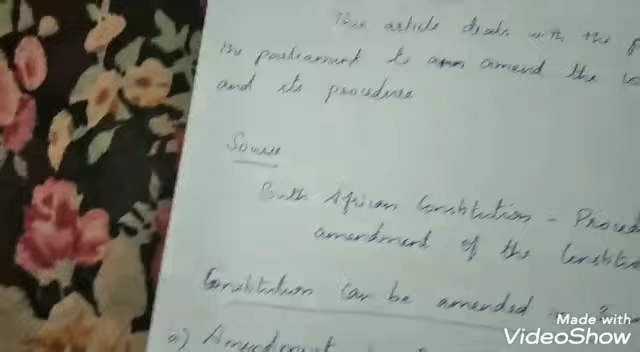 This article deals with the
the parliament to amend the
and its procedure
Source
South African Constitution - Proced
amendment of the Constitu
Constitution can be amended
a) Amendment
Made with
VideoShow